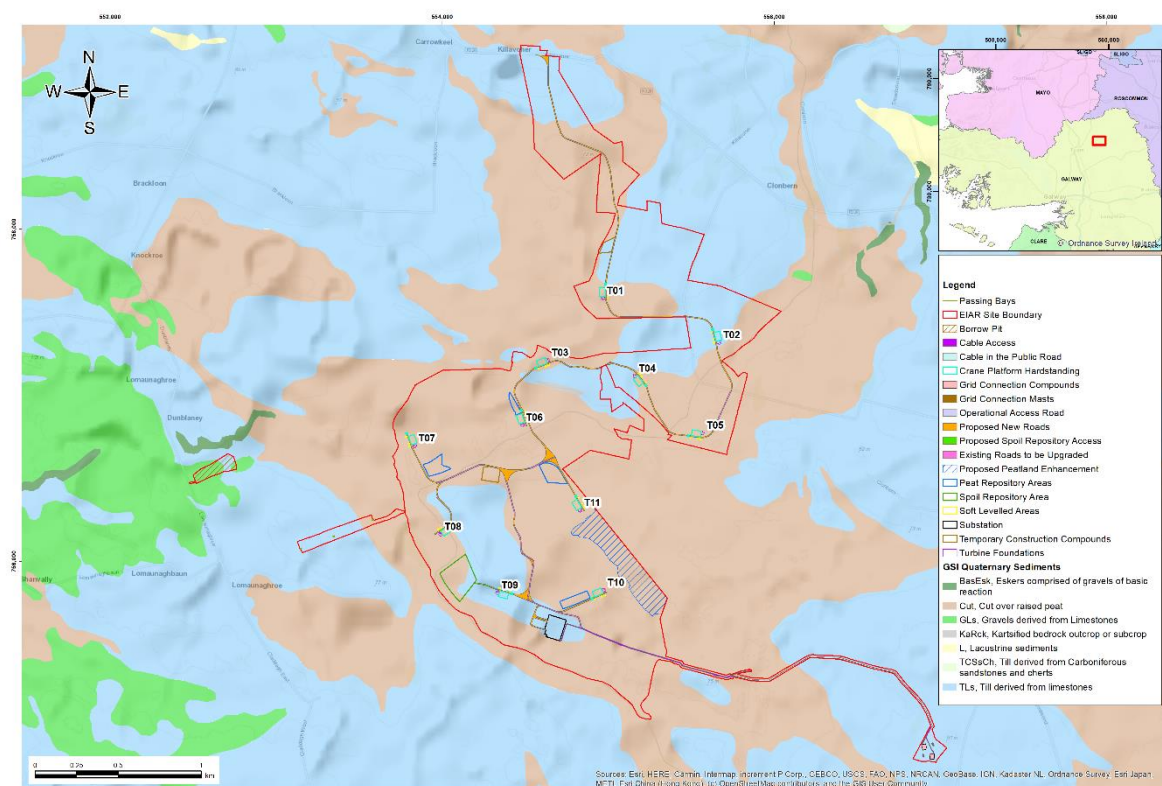 552,000
554,000
556,000
558,000
Carrowkeel
Killavoher
N
W E
S
Brackloon
Clonbern
758,000
Knockroe
T01
T02
T03
T04
Lomaunaghroe
Dunblaney
T06
T05
T07
T11
T08
Lomaunaghbaun
Lomaunaghroe
T10
T09
0 0.25 0.5 1
km
SLIGO
MAYO
ROSCOMMON
GALWAY
CLARE
© Ordnance Survey Ireland
Legend
Passing Bays
EIAR Site Boundary
Borrow Pit
Cable Access
Cable in the Public Road
Crane Platform Hardstanding
Grid Connection Compounds
Grid Connection Masts
Operational Access Road
Proposed New Roads
Proposed Spoil Repository Access
Existing Roads to be Upgraded
Proposed Peatland Enhancement
Peat Repository Areas
Spoil Repository Area
Soft Levelled Areas
Substation
Temporary Construction Compounds
Turbine Foundations
GSI Quaternary Sediments
BasEsk, Eskers comprised of gravels of basic
reaction
Cut, Cut over raised peat
GLs, Gravels derived from Limestones
KaRck, Kartsified bedrock outcrop or subcrop
L, Lacustrine sediments
TCSsCh, Till derived from Carboniferous
sandstones and cherts
TLs, Till derived from limestones
Sources: Esri, HERE, Garmin, Intermap, increment P Corp., GEBCO, USGS, FAO, NPS, NRCAN, GeoBase, IGN, Kadaster NL, Ordnance Survey, Esri Japan,
METI, Esri China (Hong Kong), (c) OpenStreetMap contributors, and the GIS User Community